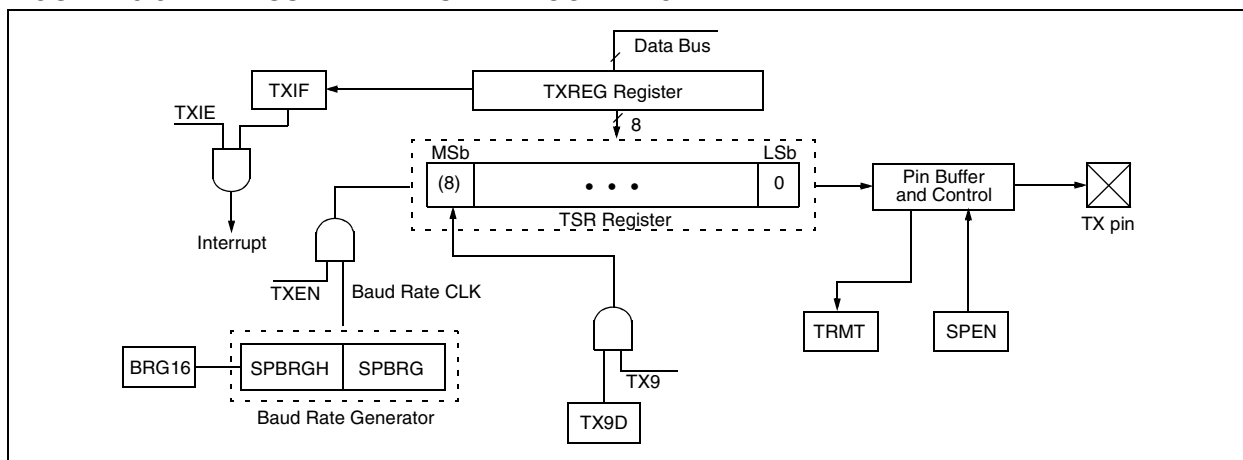 Data Bus
TXIF
TXREG Register
TXIE
8
MSb
LSb
(8)
• • •
0
Pin Buffer
and Control
TSR Register
TX pin
Interrupt
TXEN
Baud Rate CLK
TRMT
SPEN
BRG16
SPBRGH
SPBRG
TX9
Baud Rate Generator
TX9D